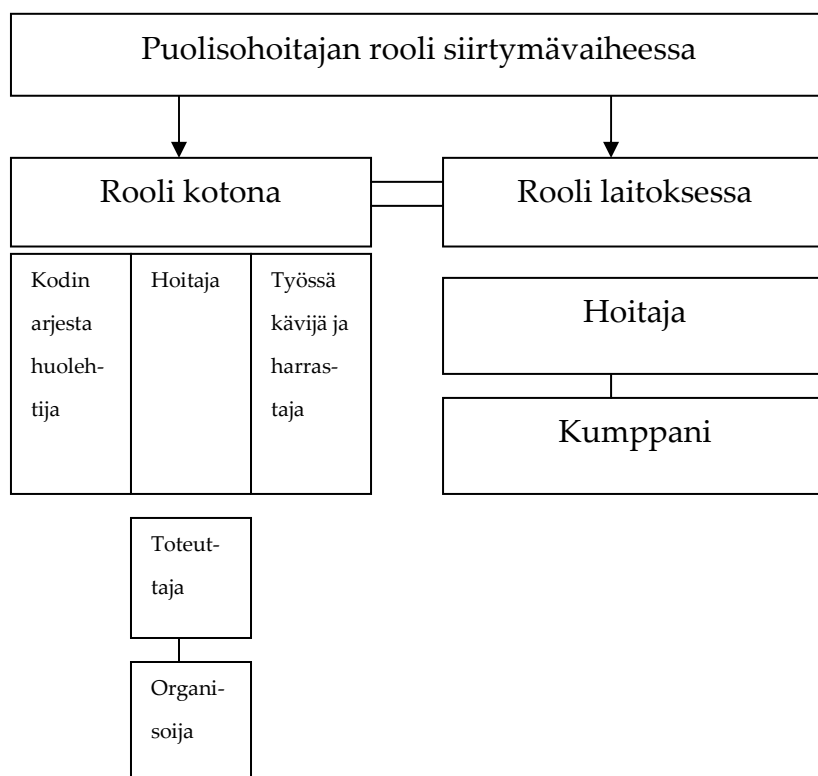 Puolisohoitajan rooli siirtymävaiheessa
Rooli kotona
Rooli laitoksessa
Kodin
arjesta
huoleh-
tija
Hoitaja
Työssä
kävijä ja
harras-
taja
Hoitaja
Kumppani
Toteut-
taja
Organi-
soija